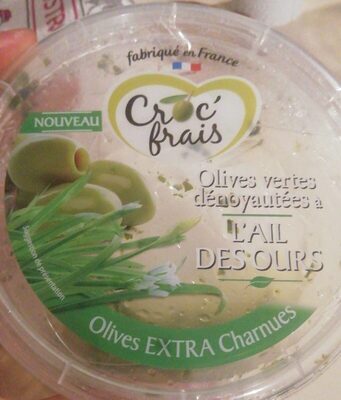 fabriqué en France
NOUVEAU
Croc'
frais
Olives vertes
dénoyautées à
L'AIL
DES OURS
Suggestion de présentation
Olives EXTRA Charnues